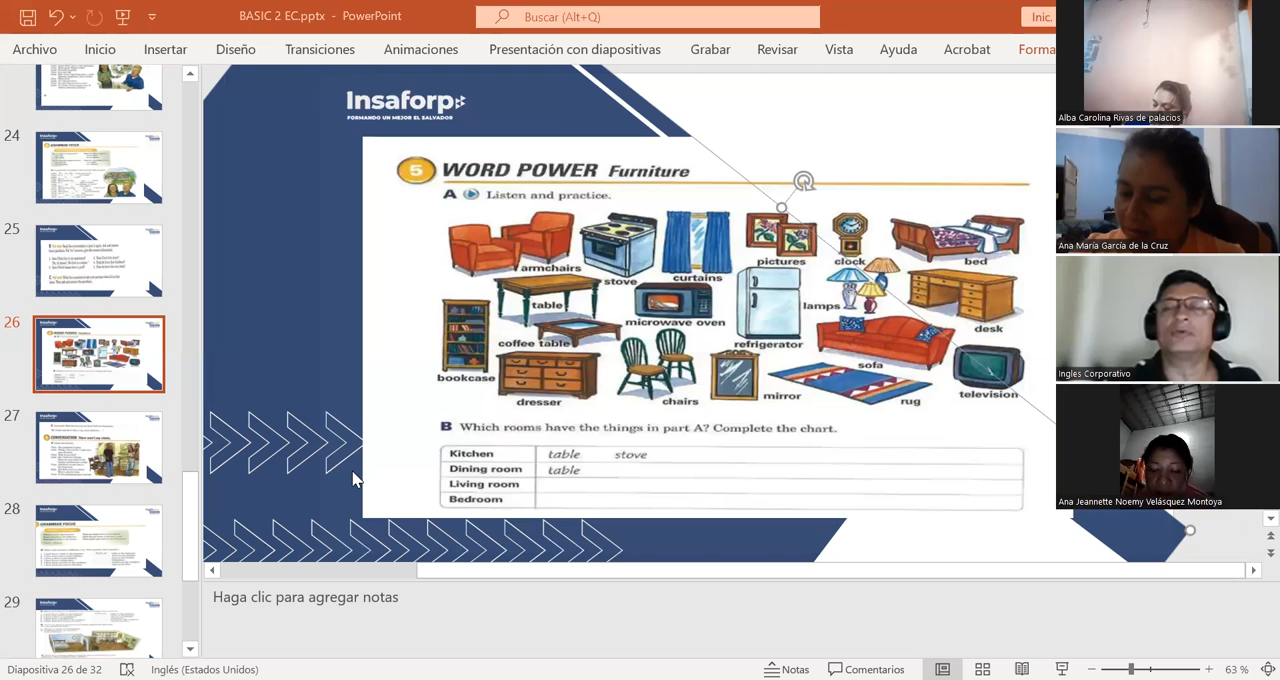 BASIC 2 EC.pptx - PowerPoint
Buscar (Alt+Q)
Inic.
Archivo Inicio Insertar Diseño Transiciones Animaciones Presentación con diapositivas Grabar Revisar Vista Ayuda Acrobat Forma
24
25
26
27
28
29
Insaforp
FORMANDO UN MEJOR EL SALVADOR
5 WORD POWER Furniture
A Listen and practice.
armchairs
stove
curtains
pictures
clock
bed
table
microwave oven
lamps
desk
coffee table
refrigerator
sofa
bookcase
dresser
chairs
mirror
rug
television
B Which rooms have the things in part A? Complete the chart.
Kitchen table stove
Dining room table
Living room
Bedroom
Alba Carolina Rivas de palacios
Ana María García de la Cruz
Ingles Corporativo
Ana Jeannette Noemy Velásquez Montoya
Haga clic para agregar notas
Diapositiva 26 de 32 Inglés (Estados Unidos) Notas Comentarios 63 %